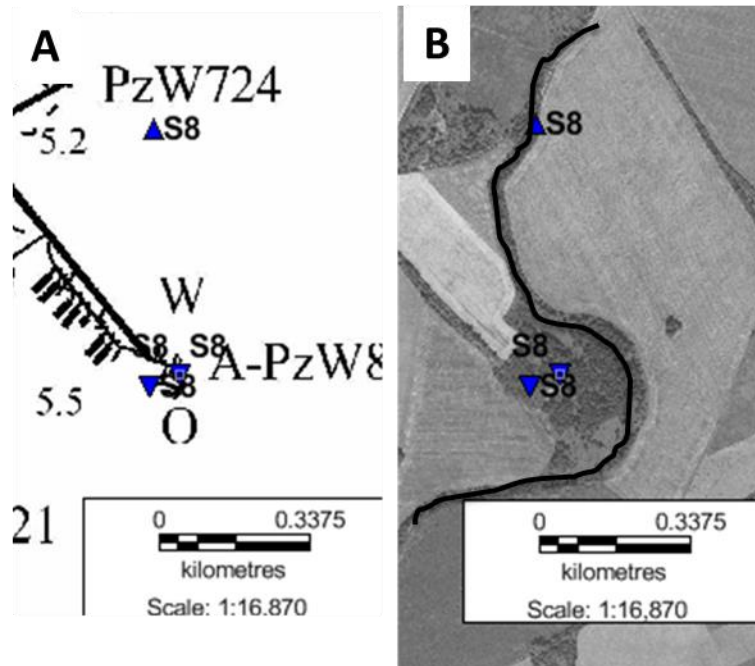 A
PzW724
S8
5.2
W
S8 S8
A-PzW8
S8
5.5
O
21
0 0.3375
kilometres
Scale: 1:16,870
B
S8
S8
S8
0 0.3375
kilometres
Scale: 1:16,870